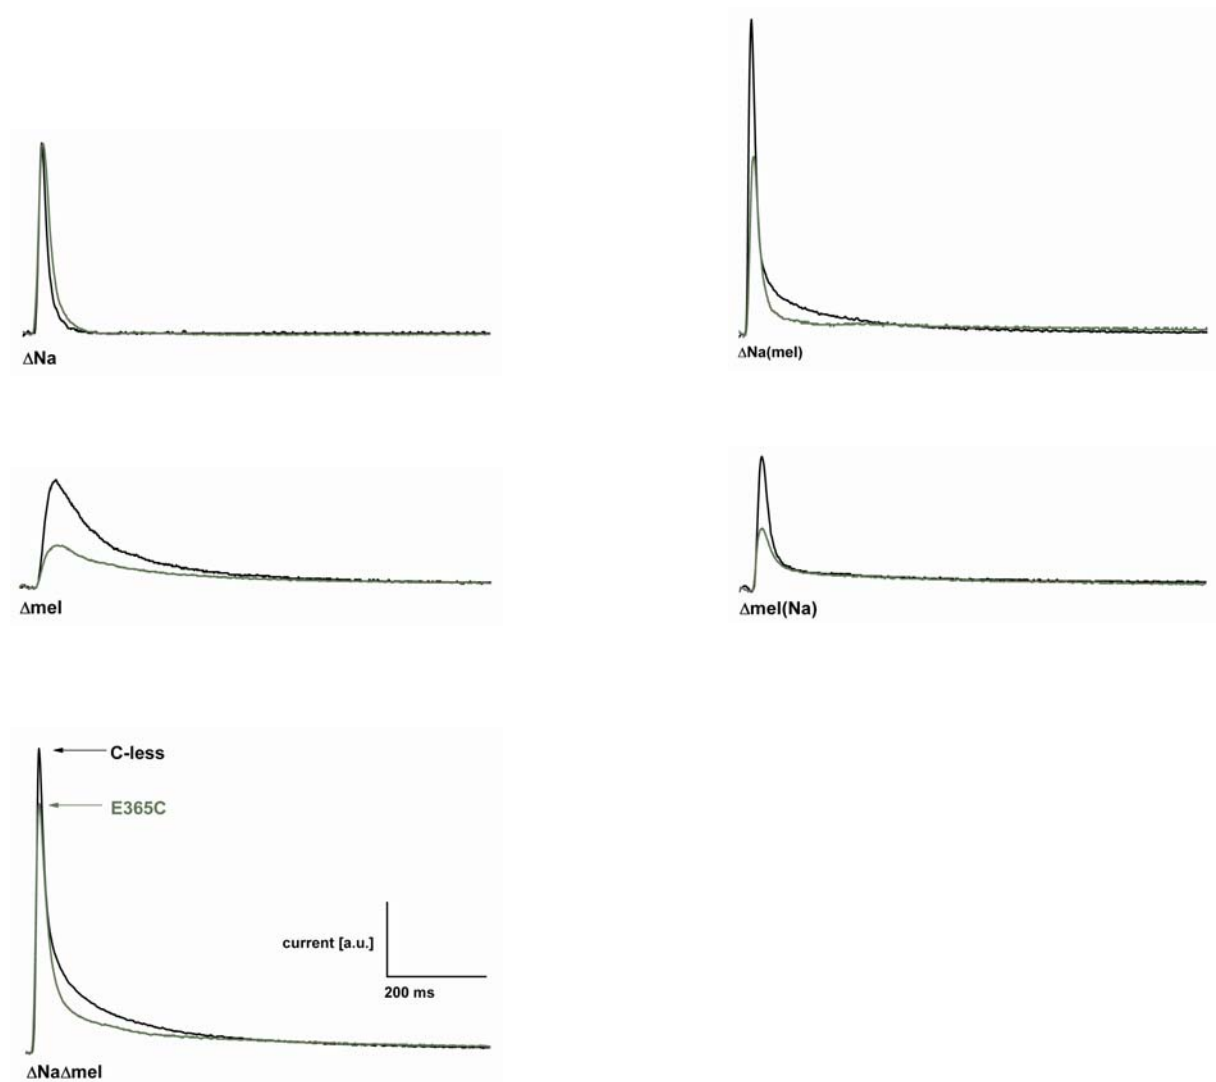 ΔNa
ΔNa(mel)
Δmel
Δmel(Na)
C-less
E365C
current [a.u.]
200 ms
ΔNaΔmel